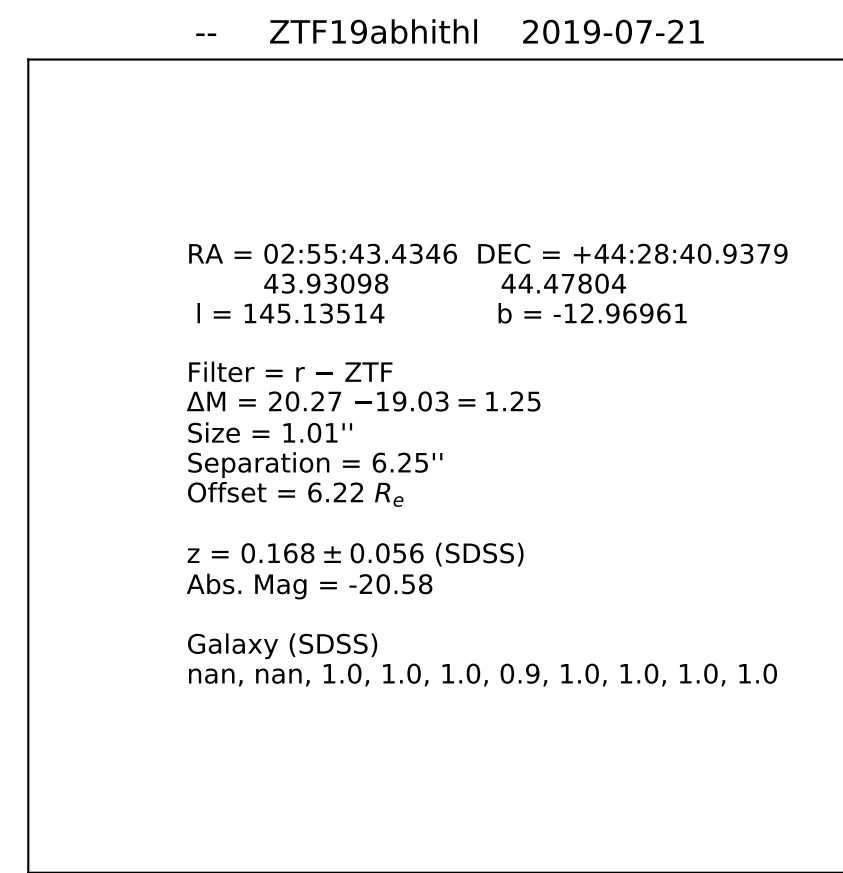 -- ZTF19abhithl 2019-07-21
RA = 02:55:43.4346 DEC = +44:28:40.9379
43.93098 44.47804
l = 145.13514 b = -12.96961
Filter = r − ZTF
ΔM = 20.27 −19.03 = 1.25
Size = 1.01''
Separation = 6.25''
Offset = 6.22 Re
z = 0.168 ± 0.056 (SDSS)
Abs. Mag = -20.58
Galaxy (SDSS)
nan, nan, 1.0, 1.0, 1.0, 0.9, 1.0, 1.0, 1.0, 1.0